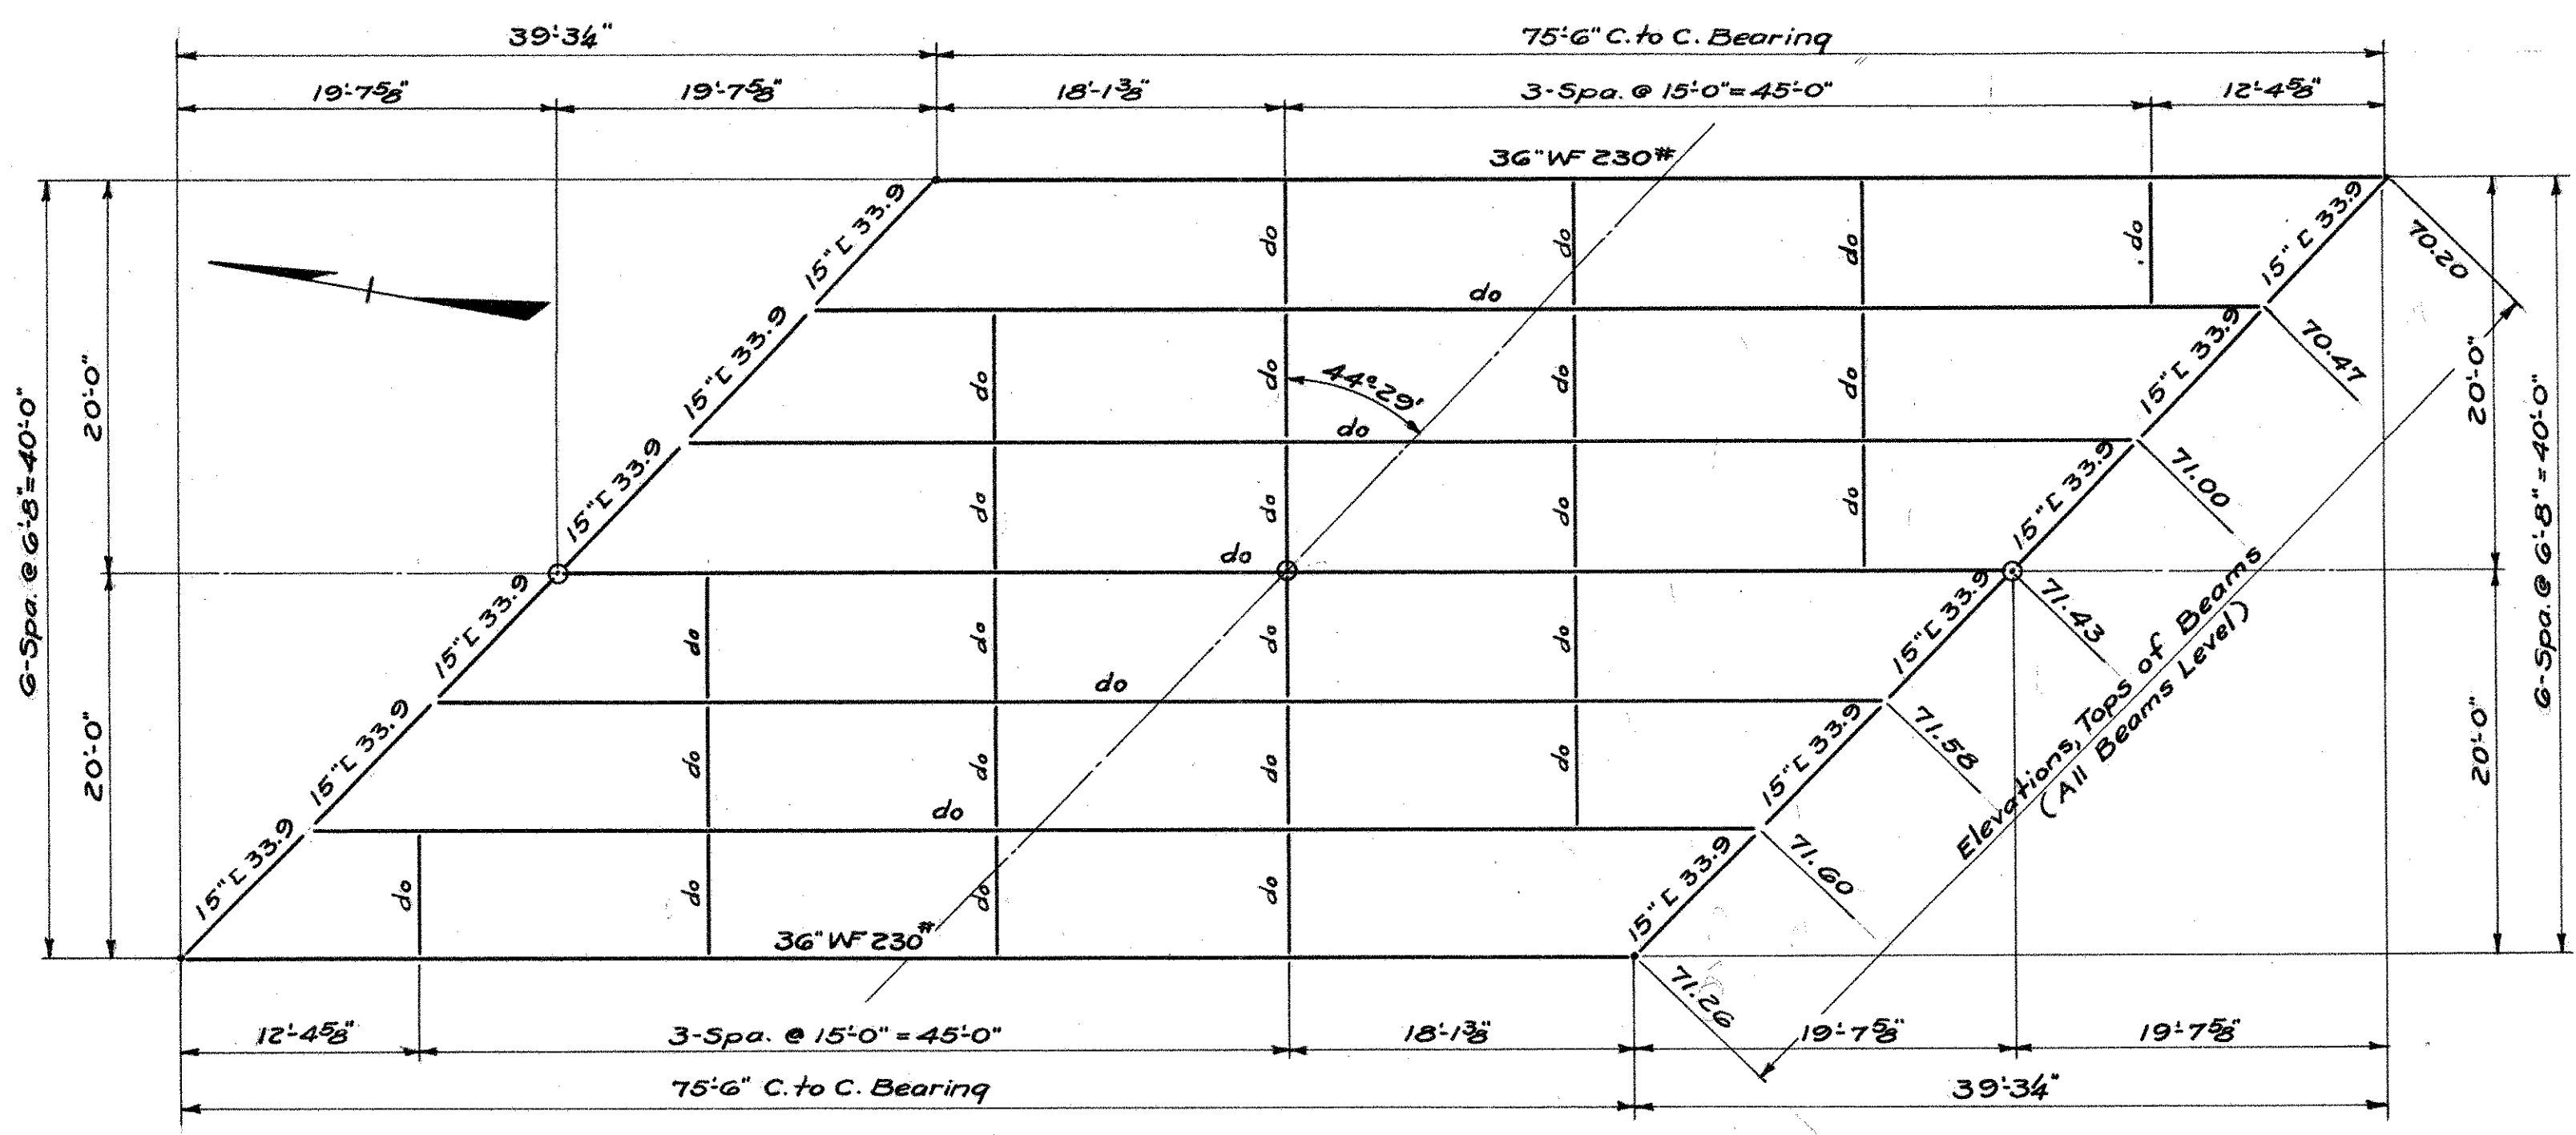 39'-3¼"
75'-6" C. to C. Bearing
19'-7⅝"
19'-7⅝"
18'-1⅜"
3-Spa. @ 15'-0" = 45'-0"
12'-4⅝"
36" WF 230#
15" [ 33.9
do
do
do
do
15" [ 33.9
70.20
do
15" [ 33.9
15" [ 33.9
70.47
6-Spa. @ 6'-8" = 40'-0"
20'-0"
do
do
44°-29'
do
do
20'-0"
6-Spa. @ 6'-8" = 40'-0"
do
15" [ 33.9
15" [ 33.9
71.00
do
do
do
do
do
15" [ 33.9
15" [ 33.9
71.43
Elevations, Tops of Beams
(All Beams Level)
do
do
do
do
do
15" [ 33.9
15" [ 33.9
71.58
20'-0"
do
do
do
do
20'-0"
do
15" [ 33.9
15" [ 33.9
71.60
do
do
do
do
36" WF 230#
71.26
12'-4⅝"
3-Spa. @ 15'-0" = 45'-0"
18'-1⅜"
19'-7⅝"
19'-7⅝"
75'-6" C. to C. Bearing
39'-3¼"